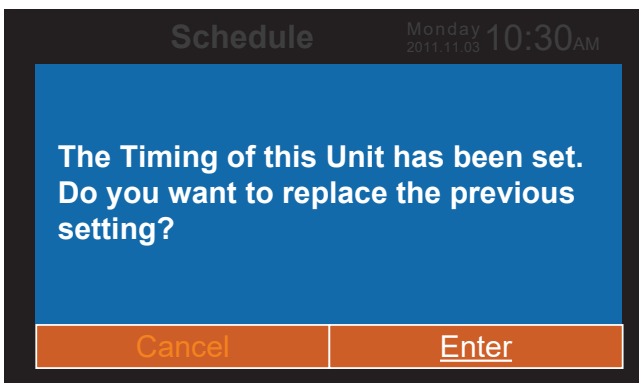 Schedule
Monday
2011.11.03 10:30AM
The Timing of this Unit has been set.
Do you want to replace the previous
setting?
Cancel
Enter